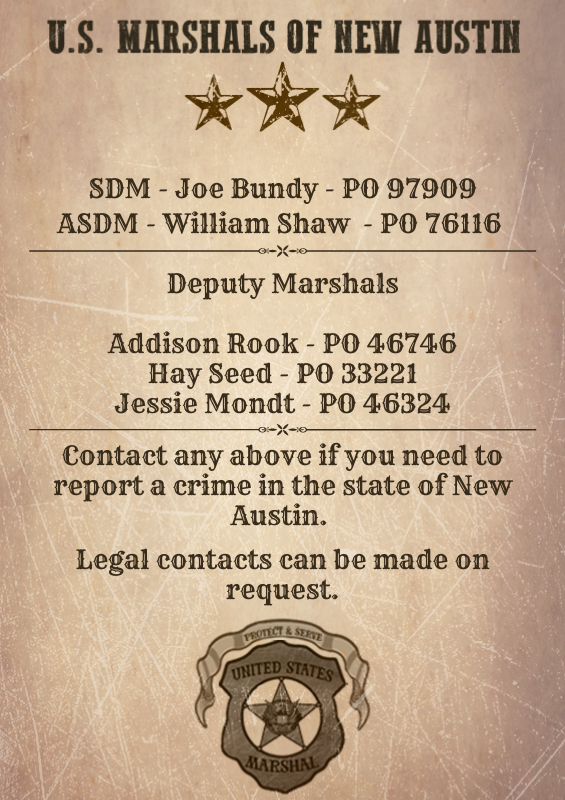 U.S. MARSHALS OF NEW AUSTIN
SDM - Joe Bundy - PO 97909
ASDM - William Shaw - PO 76116
Deputy Marshals
Addison Rook - PO 46746
Hay Seed - PO 33221
Jessie Mondt - PO 46324
Contact any above if you need to
report a crime in the state of New
Austin.
Legal contacts can be made on
request.
PROTECT & SERVE
UNITED STATES
MARSHAL